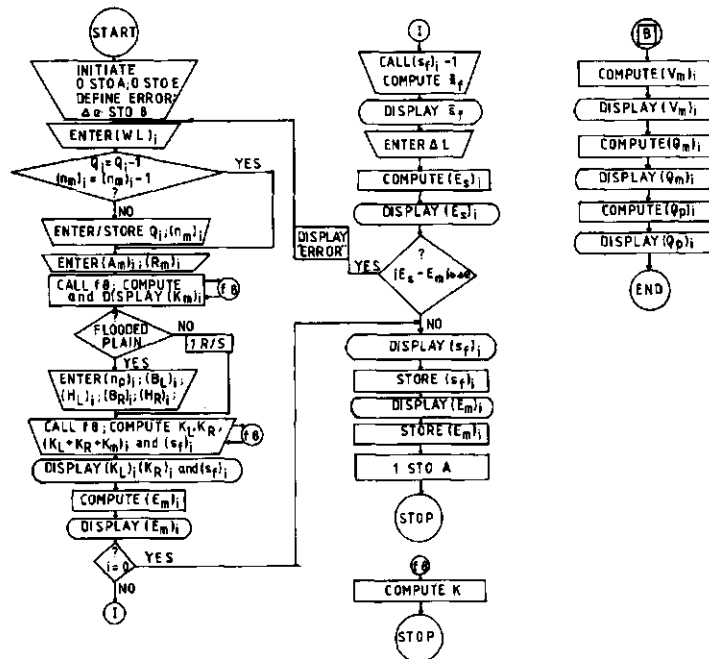 START
INITIATE
0 STO A; 0 STO E
DEFINE ERROR:
STO B
ENTER (WL)i
Qi = Qi-1
(nm)i = (nm)i-1
?
YES
NO
ENTER/STORE Qi; (nm)i
ENTER (Am)i; (Rm)i
CALL f8; COMPUTE
and DISPLAY (Km)i
f8
?
FLOODED
PLAIN
NO
1 R/S
YES
ENTER (np)i; (BL)i;
(HL)i; (BR)i; (HR)i;
CALL f8; COMPUTE KL, KR,
(KL+KR+Km)i and (sf)i
f8
DISPLAY (KL)i (KR)i and (sf)i
COMPUTE (Em)i
DISPLAY (Em)i
?
i = 0
YES
NO
I
I
CALL (sf)i-1
COMPUTE s̄f
DISPLAY s̄f
ENTER ΔL
COMPUTE (Es)i
DISPLAY (Es)i
DISPLAY
"ERROR"
YES
?
NO
DISPLAY (sf)i
STORE (sf)i
DISPLAY (Em)i
STORE (Em)i
1 STO A
STOP
f8
COMPUTE K
STOP
B
COMPUTE (Vm)i
DISPLAY (Vm)i
COMPUTE (Qm)i
DISPLAY (Qm)i
COMPUTE (Qp)i
DISPLAY (Qp)i
END